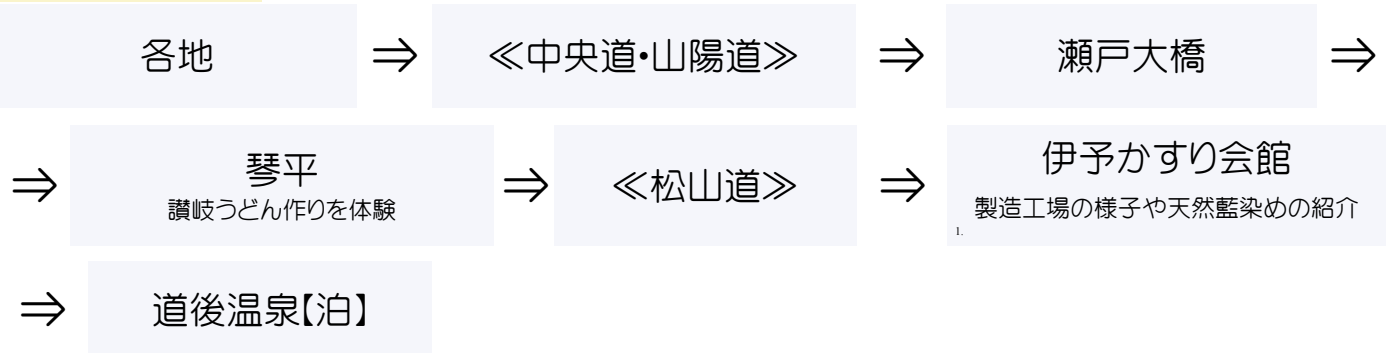 各地 ⇒ ≪中央道・山陽道≫ ⇒ 瀬戸大橋 ⇒
⇒ 琴平 ⇒ ≪松山道≫ ⇒ 伊予かすり会館
讃岐うどん作りを体験 製造工場の様子や天然藍染めの紹介
1.
⇒ 道後温泉【泊】